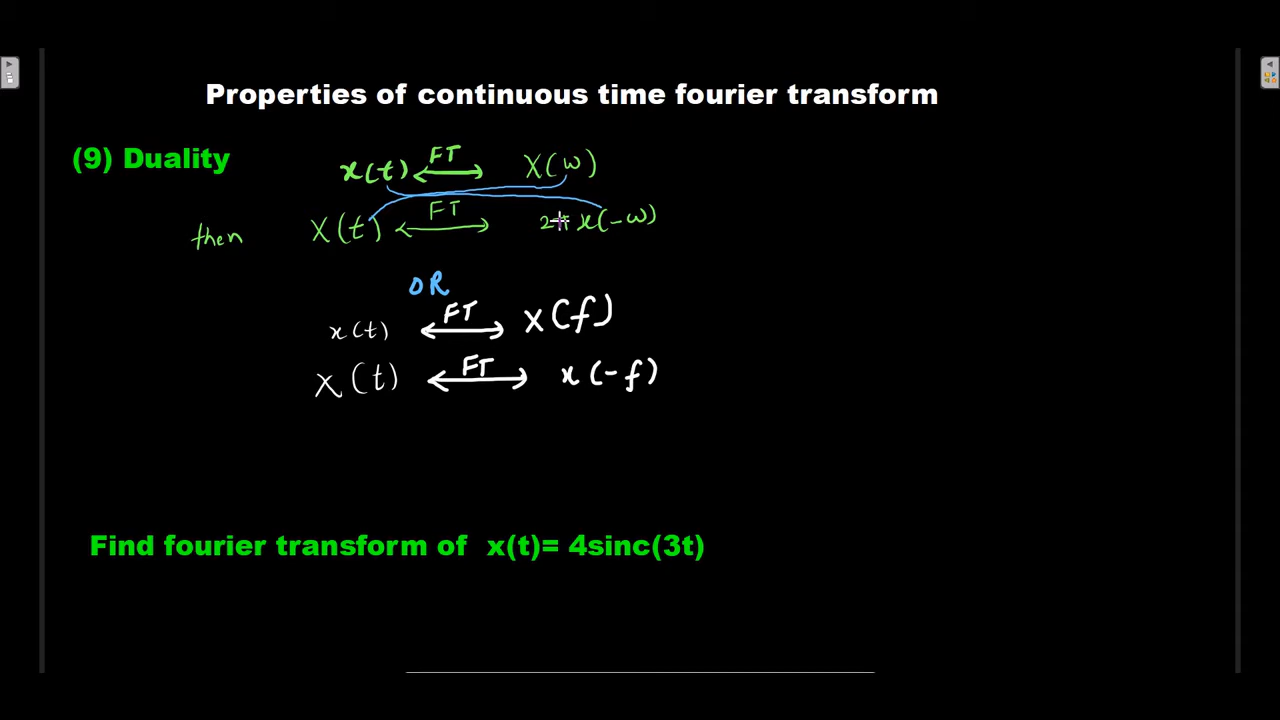 Properties of continuous time fourier transform
(9) Duality x(t) FT X(ω)
then X(t) FT 2π x(-ω)
OR
x(t) FT X(f)
X(t) FT x(-f)
Find fourier transform of x(t)= 4sinc(3t)